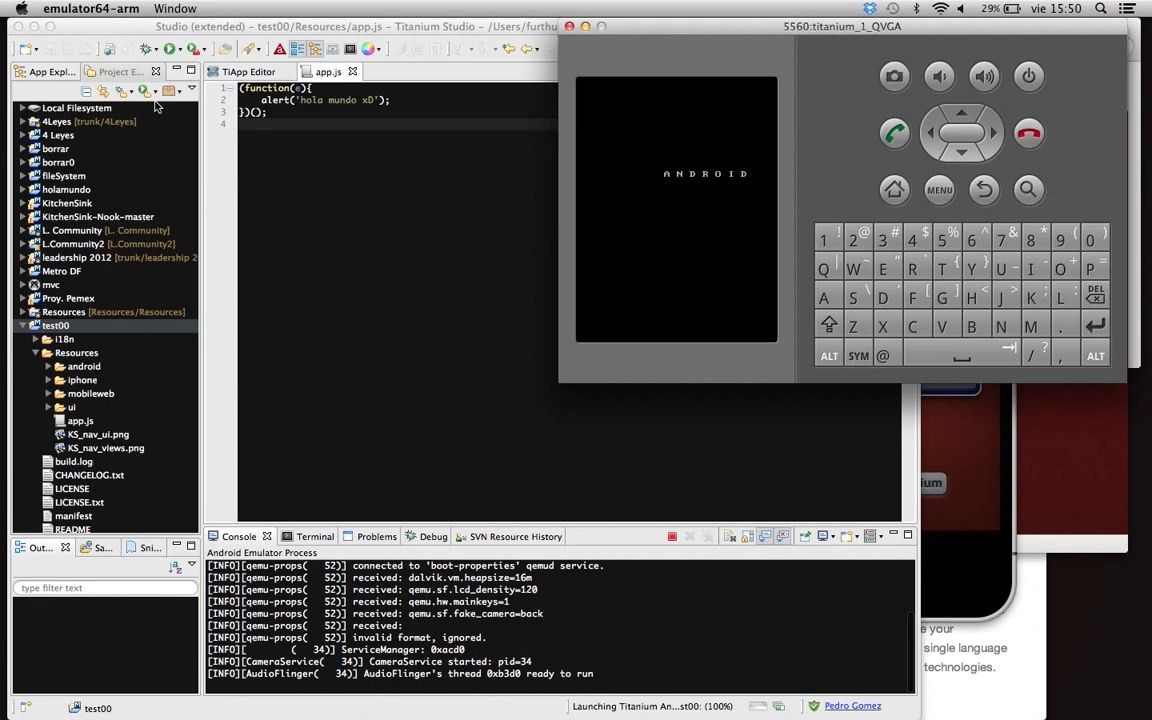 emulator64-arm Window
29% vie 15:50
Studio (extended) - test00/Resources/app.js - Titanium Studio - /Users/furthu
5560:titanium_1_QVGA
App Expl...
Project E...
TiApp Editor
app.js
1 (function(e){
2 alert('hola mundo xD');
3 })();
4
Local Filesystem
4Leyes [trunk/4Leyes]
4 Leyes
borrar
borrar0
fileSystem
holamundo
KitchenSink
KitchenSink-Nook-master
L. Community [L. Community]
L.Community2 [L.Community2]
leadership 2012 [trunk/leadership 2
Metro DF
mvc
Proy. Pemex
Resources [Resources/Resources]
test00
i18n
Resources
android
iphone
mobileweb
ui
app.js
KS_nav_ui.png
KS_nav_views.png
build.log
CHANGELOG.txt
LICENSE
LICENSE.txt
manifest
README
A N D R O I D
MENU
1 ! 2 @ 3 # 4 $ 5 % 6 ^ 7 & 8 * 9 ( 0 )
Q W ~ E " R ` T { Y } U _ I - O + P =
A S \ D ' F [ G ] H < J > K ; L : DEL
Z X C V B N M .
ALT SYM @ / ? , ALT
ium
e your
single language
technologies.
Out...
Sa...
Sni...
type filter text
Console
Terminal
Problems
Debug
SVN Resource History
Android Emulator Process
[INFO][qemu-props( 52)] connected to 'boot-properties' qemud service.
[INFO][qemu-props( 52)] received: dalvik.vm.heapsize=16m
[INFO][qemu-props( 52)] received: qemu.sf.lcd_density=120
[INFO][qemu-props( 52)] received: qemu.hw.mainkeys=1
[INFO][qemu-props( 52)] received: qemu.sf.fake_camera=back
[INFO][qemu-props( 52)] received:
[INFO][qemu-props( 52)] invalid format, ignored.
[INFO][ ( 34)] ServiceManager: 0xacd0
[INFO][CameraService( 34)] CameraService started: pid=34
[INFO][AudioFlinger( 34)] AudioFlinger's thread 0xb3d0 ready to run
test00
Launching Titanium An...st00: (100%)
Pedro Gomez